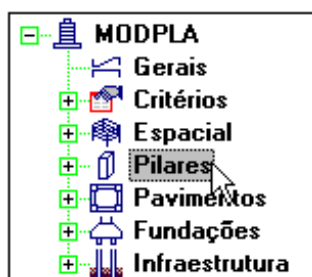 MODPLA
Gerais
Critérios
Espacial
Pilares
Pavimentos
Fundações
Infraestrutura